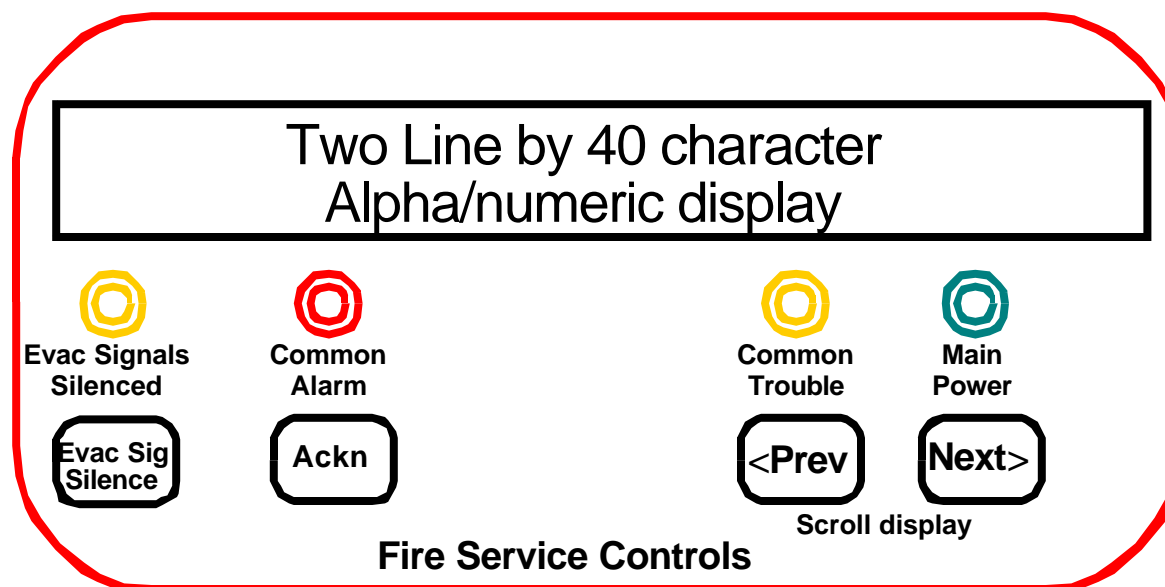 Two Line by 40 character
Alpha/numeric display
Evac Signals
Silenced
Common
Alarm
Common
Trouble
Main
Power
Evac Sig
Silence
Ackn
<Prev
Next>
Scroll display
Fire Service Controls